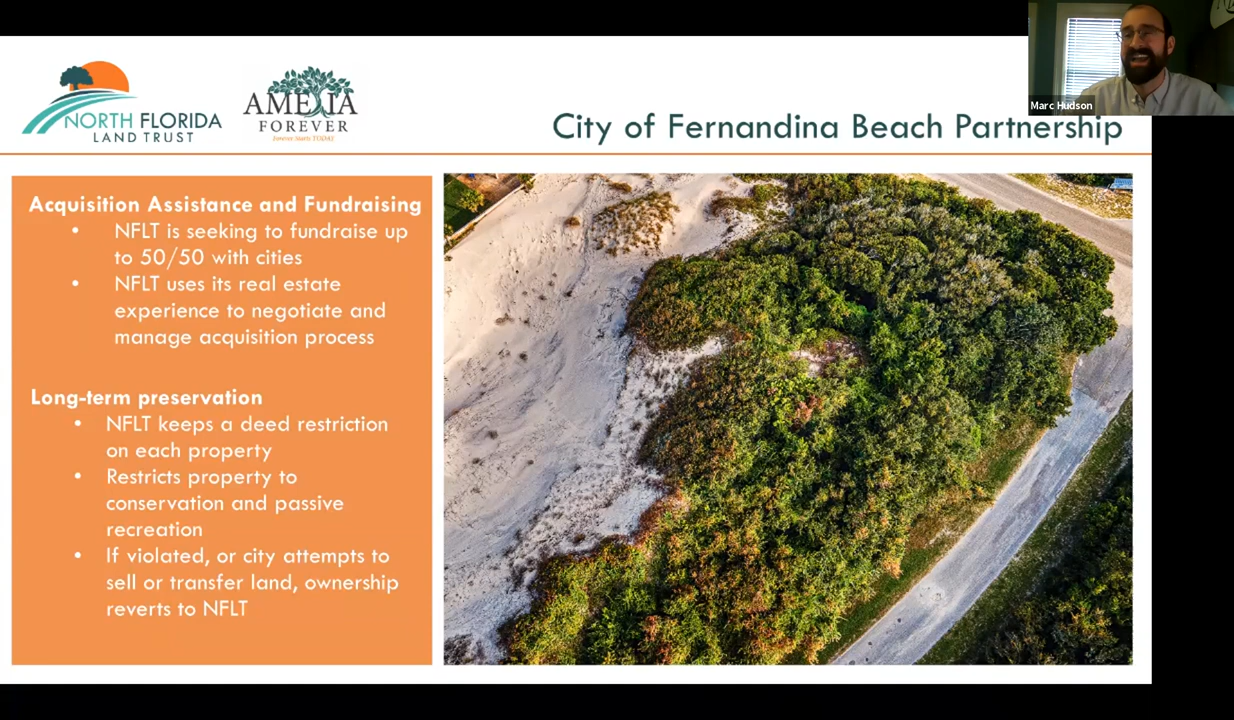 Marc Hudson
NORTH FLORIDA
LAND TRUST
AMELIA
FOREVER
Forever Starts TODAY
City of Fernandina Beach Partnership
Acquisition Assistance and Fundraising
• NFLT is seeking to fundraise up
to 50/50 with cities
• NFLT uses its real estate
experience to negotiate and
manage acquisition process
Long-term preservation
• NFLT keeps a deed restriction
on each property
• Restricts property to
conservation and passive
recreation
• If violated, or city attempts to
sell or transfer land, ownership
reverts to NFLT